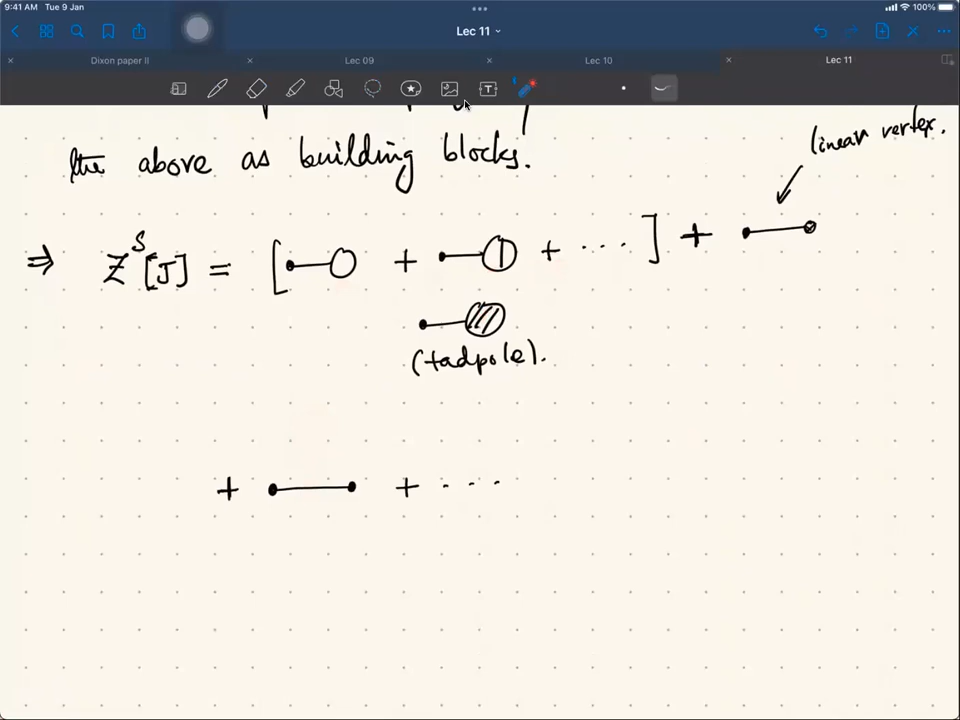 9:41 AM Tue 9 Jan
100%
Lec 11
Dixon paper II
Lec 09
Lec 10
Lec 11
linear vertex.
the above as building blocks.
⇒ Z^S[J] = [ + + ... ] +
(tadpole).
+ + ...